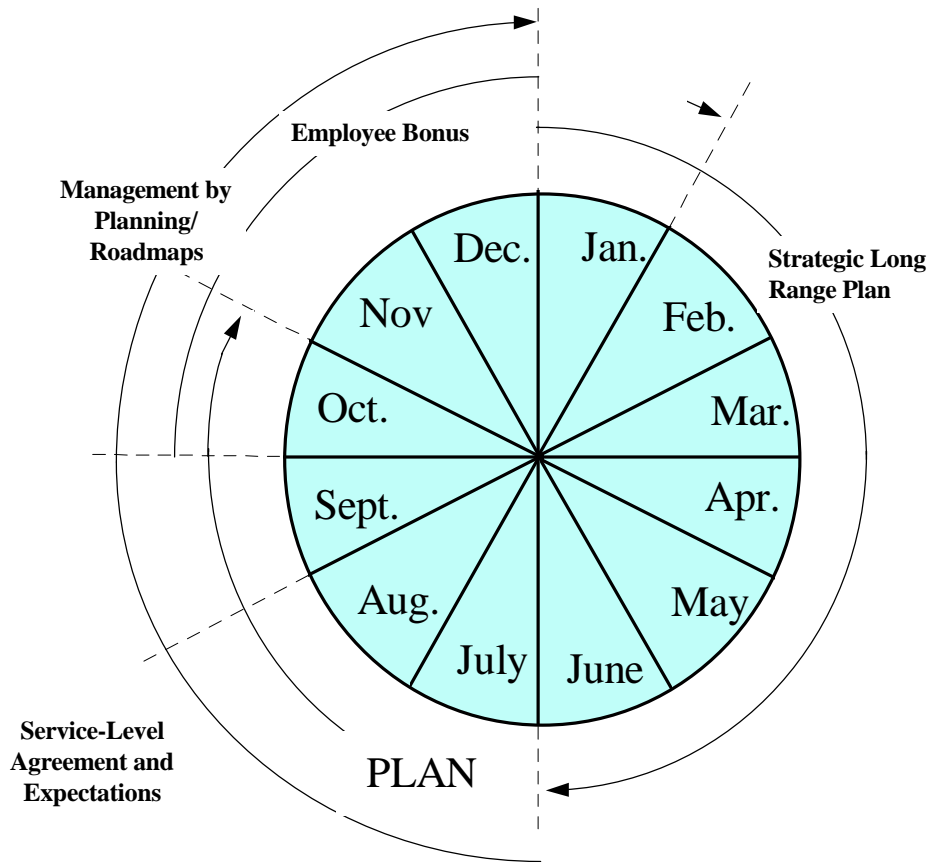 Employee Bonus
Management by
Planning/
Roadmaps
Strategic Long
Range Plan
Dec.
Jan.
Nov
Feb.
Oct.
Mar.
Sept.
Apr.
Aug.
May
July
June
Service-Level
Agreement and
Expectations
PLAN